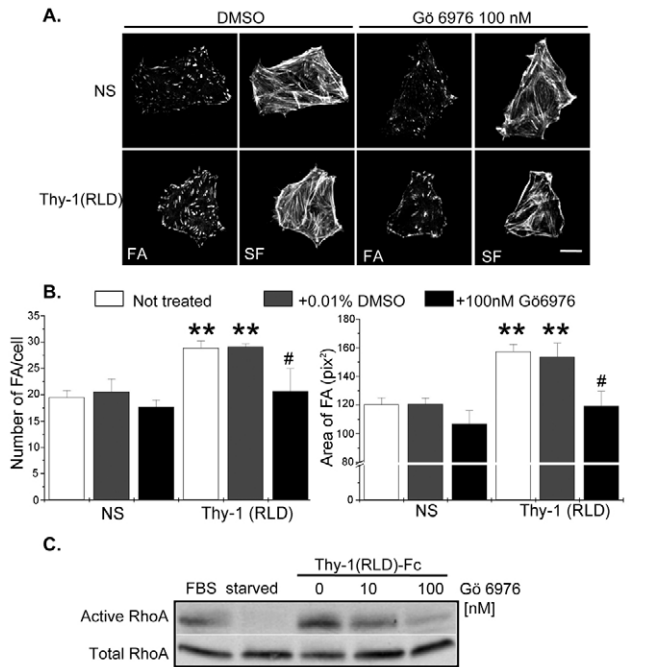 A.
DMSO
Gö 6976 100 nM
NS
Thy-1(RLD)
FA
SF
FA
SF
B.
Not treated
+0.01% DMSO
+100nM Gö6976
Number of FA/cell
35
30
25
20
15
10
5
0
** **
#
NS
Thy-1 (RLD)
Area of FA (pix²)
200
180
160
140
120
100
80
0
** **
#
NS
Thy-1 (RLD)
C.
Thy-1(RLD)-Fc
FBS starved 0 10 100 Gö 6976
[nM]
Active RhoA
Total RhoA